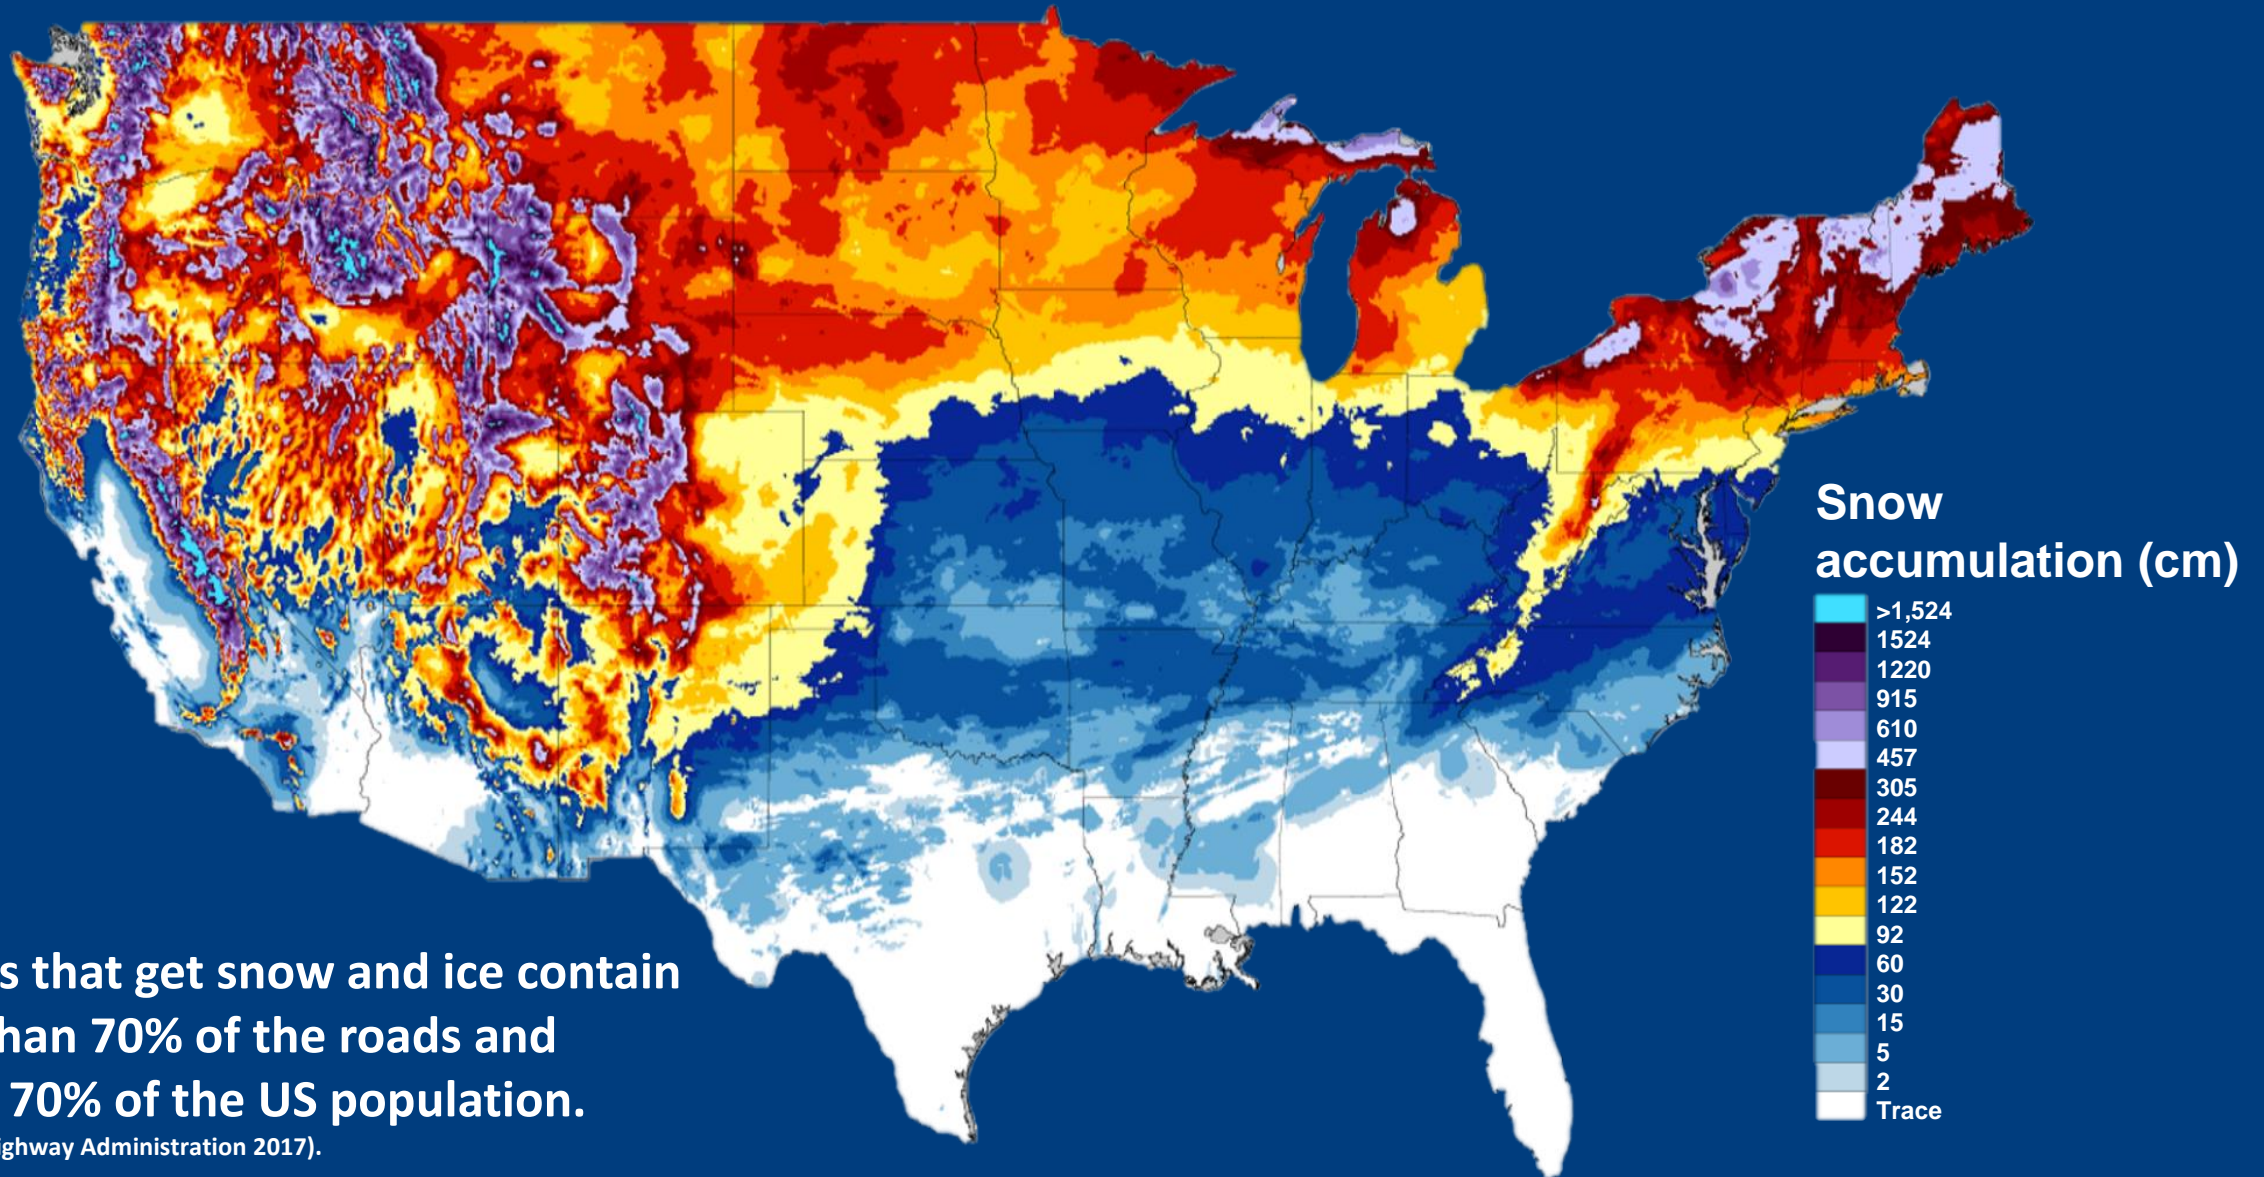 Snow
accumulation (cm)
>1,524
1524
1220
915
610
457
305
244
182
152
122
92
60
30
15
5
2
Trace
s that get snow and ice contain
han 70% of the roads and
70% of the US population.
ighway Administration 2017).